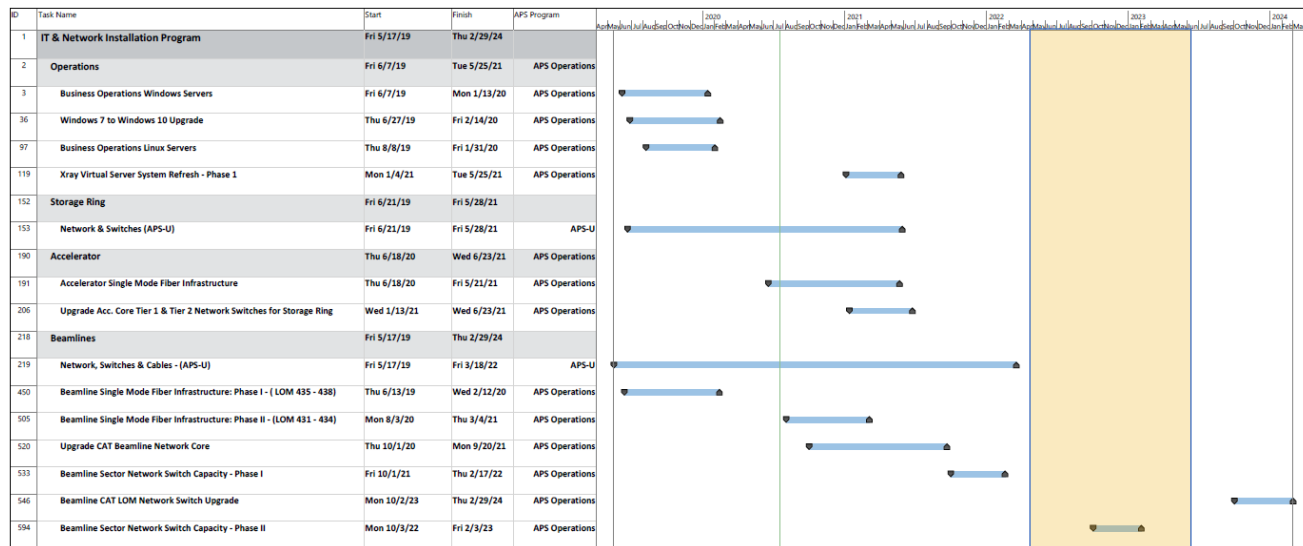 ID Task Name Start Finish APS Program
2020 2021 2022 2023 2024
1 IT & Network Installation Program Fri 5/17/19 Thu 2/29/24
2 Operations Fri 6/7/19 Tue 5/25/21 APS Operations
3 Business Operations Windows Servers Fri 6/7/19 Mon 1/13/20 APS Operations
36 Windows 7 to Windows 10 Upgrade Thu 6/27/19 Fri 2/14/20 APS Operations
97 Business Operations Linux Servers Thu 8/8/19 Fri 1/31/20 APS Operations
119 Xray Virtual Server System Refresh - Phase 1 Mon 1/4/21 Tue 5/25/21 APS Operations
152 Storage Ring Fri 6/21/19 Fri 5/28/21
153 Network & Switches (APS-U) Fri 6/21/19 Fri 5/28/21 APS-U
190 Accelerator Thu 6/18/20 Wed 6/23/21 APS Operations
191 Accelerator Single Mode Fiber Infrastructure Thu 6/18/20 Fri 5/21/21 APS Operations
206 Upgrade Acc. Core Tier 1 & Tier 2 Network Switches for Storage Ring Wed 1/13/21 Wed 6/23/21 APS Operations
218 Beamlines Fri 5/17/19 Thu 2/29/24
219 Network, Switches & Cables - (APS-U) Fri 5/17/19 Fri 3/18/22 APS-U
450 Beamline Single Mode Fiber Infrastructure: Phase I - ( LOM 435 - 438) Thu 6/13/19 Wed 2/12/20 APS Operations
505 Beamline Single Mode Fiber Infrastructure: Phase II - (LOM 431 - 434) Mon 8/3/20 Thu 3/4/21 APS Operations
520 Upgrade CAT Beamline Network Core Thu 10/1/20 Mon 9/20/21 APS Operations
533 Beamline Sector Network Switch Capacity - Phase I Fri 10/1/21 Thu 2/17/22 APS Operations
546 Beamline CAT LOM Network Switch Upgrade Mon 10/2/23 Thu 2/29/24 APS Operations
594 Beamline Sector Network Switch Capacity - Phase II Mon 10/3/22 Fri 2/3/23 APS Operations